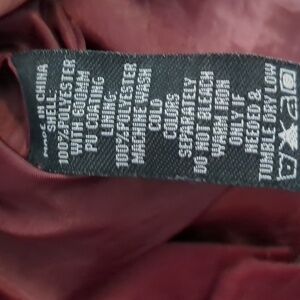 MADE IN CHINA
SHELL:
100%POLYESTER
WITH 600MM
PU COATING
LINING:
100%POLYESTER
MACHINE WASH
COLD
COLORS
SEPARATELY
DO NOT BLEACH
WARM IRON
ONLY IF
NEEDED &
TUMBLE DRY LOW